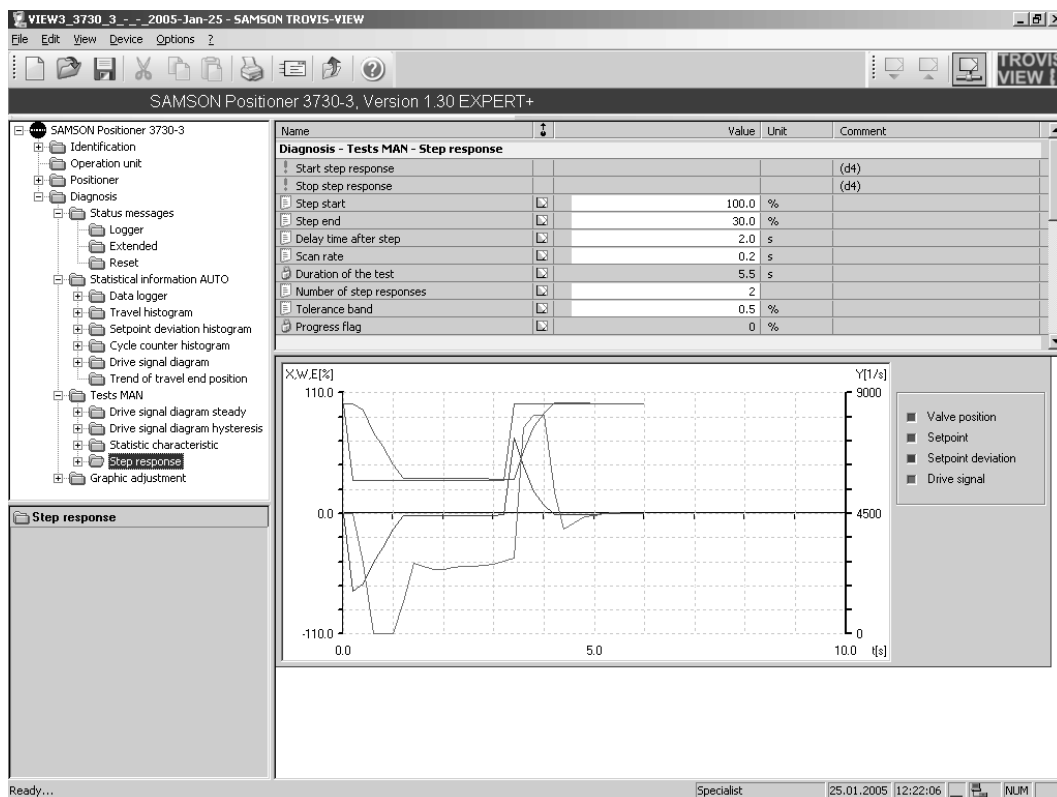 VIEW3_3730_3_-_-_2005-Jan-25 - SAMSON TROVIS-VIEW
File Edit View Device Options ?
TROVIS
VIEW
SAMSON Positioner 3730-3, Version 1.30 EXPERT+
SAMSON Positioner 3730-3
Identification
Operation unit
Positioner
Diagnosis
Status messages
Logger
Extended
Reset
Statistical information AUTO
Data logger
Travel histogram
Setpoint deviation histogram
Cycle counter histogram
Drive signal diagram
Trend of travel end position
Tests MAN
Drive signal diagram steady
Drive signal diagram hysteresis
Statistic characteristic
Step response
Graphic adjustment
Step response
Name Value Unit Comment
Diagnosis - Tests MAN - Step response
! Start step response (d4)
! Stop step response (d4)
Step start 100.0 %
Step end 30.0 %
Delay time after step 2.0 s
Scan rate 0.2 s
Duration of the test 5.5 s
Number of step responses 2
Tolerance band 0.5 %
Progress flag 0 %
X,W,E[%] Y[1/s]
110.0 9000
0.0 4500
-110.0 0
0.0 5.0 10.0 t[s]
Valve position
Setpoint
Setpoint deviation
Drive signal
Ready... Specialist 25.01.2005 12:22:06 NUM